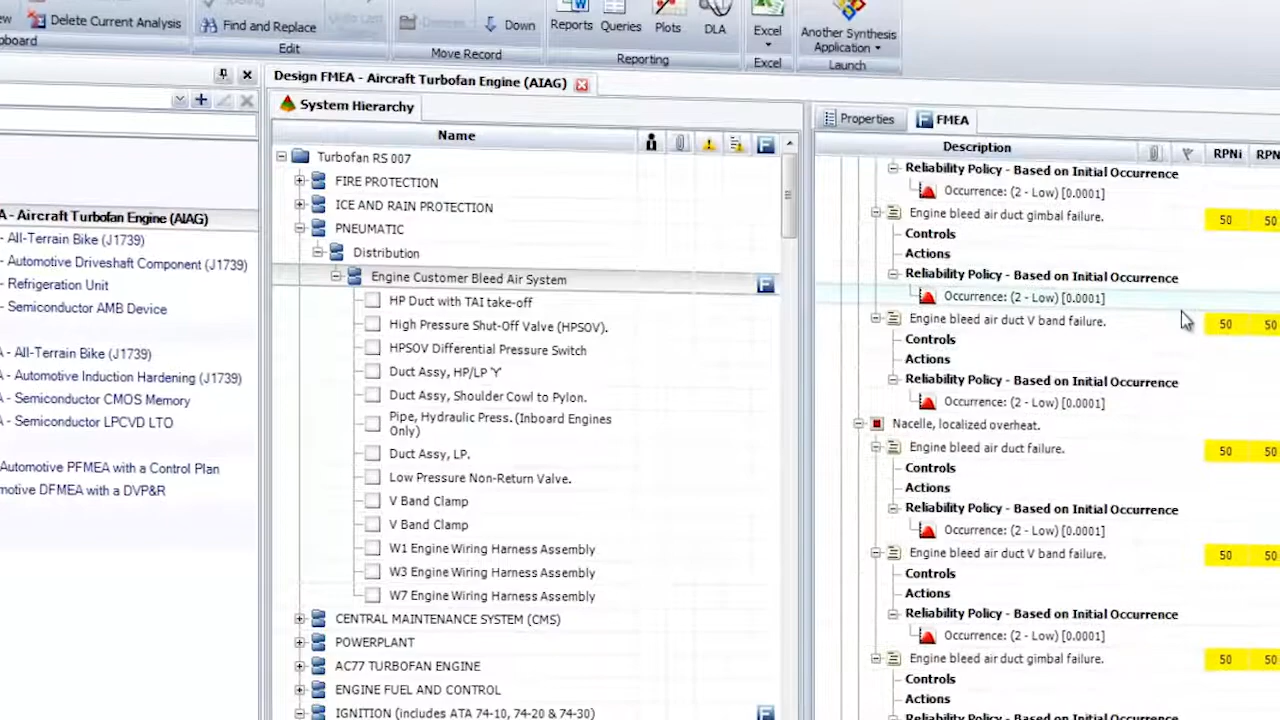 Delete Current Analysis
Find and Replace
Edit
Down
Move Record
Reports
Queries
Plots
DLA
Reporting
Excel
Excel
Another Synthesis
Application
Launch
Design FMEA - Aircraft Turbofan Engine (AIAG)
A - Aircraft Turbofan Engine (AIAG)
- All-Terrain Bike (J1739)
- Automotive Driveshaft Component (J1739)
- Refrigeration Unit
- Semiconductor AMB Device
- All-Terrain Bike (J1739)
- Automotive Induction Hardening (J1739)
- Semiconductor CMOS Memory
- Semiconductor LPCVD LTO
Automotive PFMEA with a Control Plan
motive DFMEA with a DVP&R
System Hierarchy
Name
Turbofan RS 007
FIRE PROTECTION
ICE AND RAIN PROTECTION
PNEUMATIC
Distribution
Engine Customer Bleed Air System
HP Duct with TAI take-off
High Pressure Shut-Off Valve (HPSOV).
HPSOV Differential Pressure Switch
Duct Assy, HP/LP 'Y'
Duct Assy, Shoulder Cowl to Pylon.
Pipe, Hydraulic Press. (Inboard Engines
Only)
Duct Assy, LP.
Low Pressure Non-Return Valve.
V Band Clamp
V Band Clamp
W1 Engine Wiring Harness Assembly
W3 Engine Wiring Harness Assembly
W7 Engine Wiring Harness Assembly
CENTRAL MAINTENANCE SYSTEM (CMS)
POWERPLANT
AC77 TURBOFAN ENGINE
ENGINE FUEL AND CONTROL
IGNITION (includes ATA 74-10, 74-20 & 74-30)
Properties
FMEA
Description RPNi RPN
Reliability Policy - Based on Initial Occurrence
Occurrence: (2 - Low) [0.0001]
Engine bleed air duct gimbal failure. 50 50
Controls
Actions
Reliability Policy - Based on Initial Occurrence
Occurrence: (2 - Low) [0.0001]
Engine bleed air duct V band failure. 50 50
Controls
Actions
Reliability Policy - Based on Initial Occurrence
Occurrence: (2 - Low) [0.0001]
Nacelle, localized overheat.
Engine bleed air duct failure. 50 50
Controls
Actions
Reliability Policy - Based on Initial Occurrence
Occurrence: (2 - Low) [0.0001]
Engine bleed air duct V band failure. 50 50
Controls
Actions
Reliability Policy - Based on Initial Occurrence
Occurrence: (2 - Low) [0.0001]
Engine bleed air duct gimbal failure. 50 50
Controls
Actions
Reliability Policy - Based on Initial Occurrence